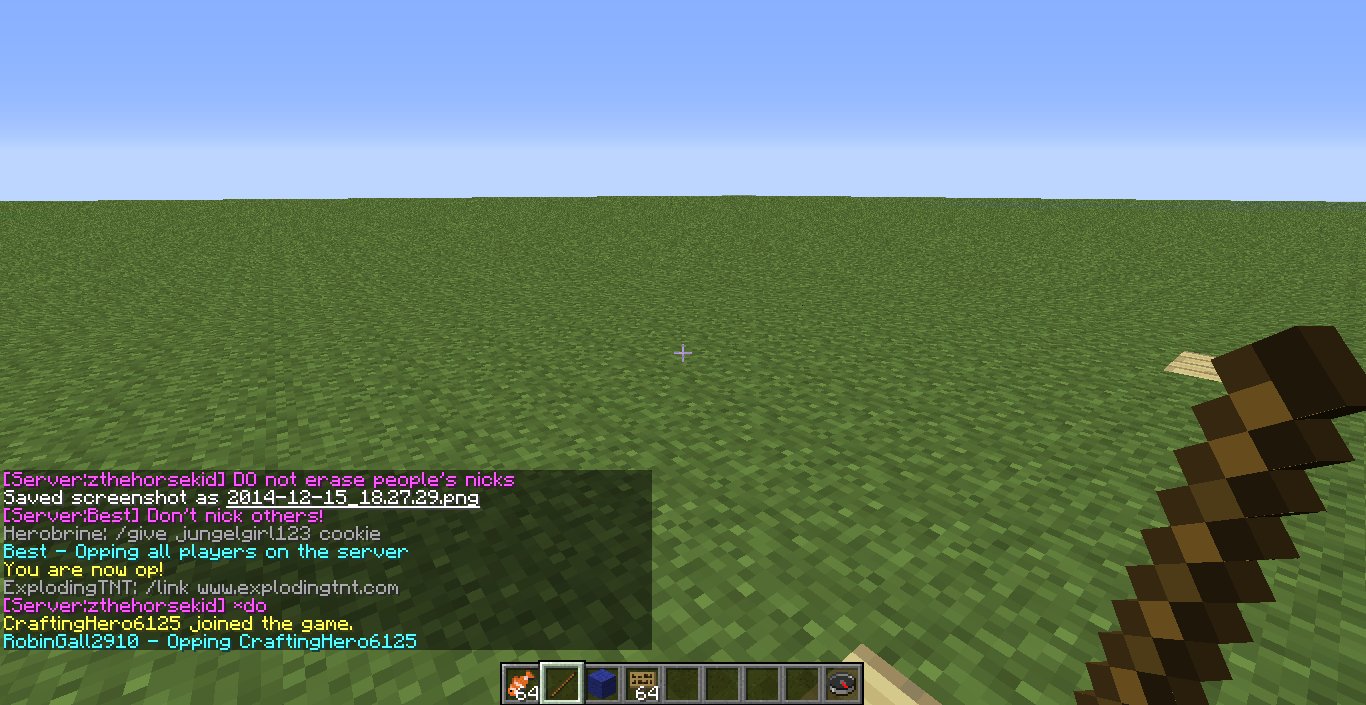 [Server:zthehorsekid] DO not erase people's nicks
Saved screenshot as 2014-12-15_18.27.29.png
[Server:Best] Don't nick others!
Herobrine: /give jungelgirl123 cookie
Best - Opping all players on the server
You are now op!
ExplodingTNT: /link www.explodingtnt.com
[Server:zthehorsekid] *do
CraftingHero6125 joined the game.
RobinGall2910 - Opping CraftingHero6125
64 64